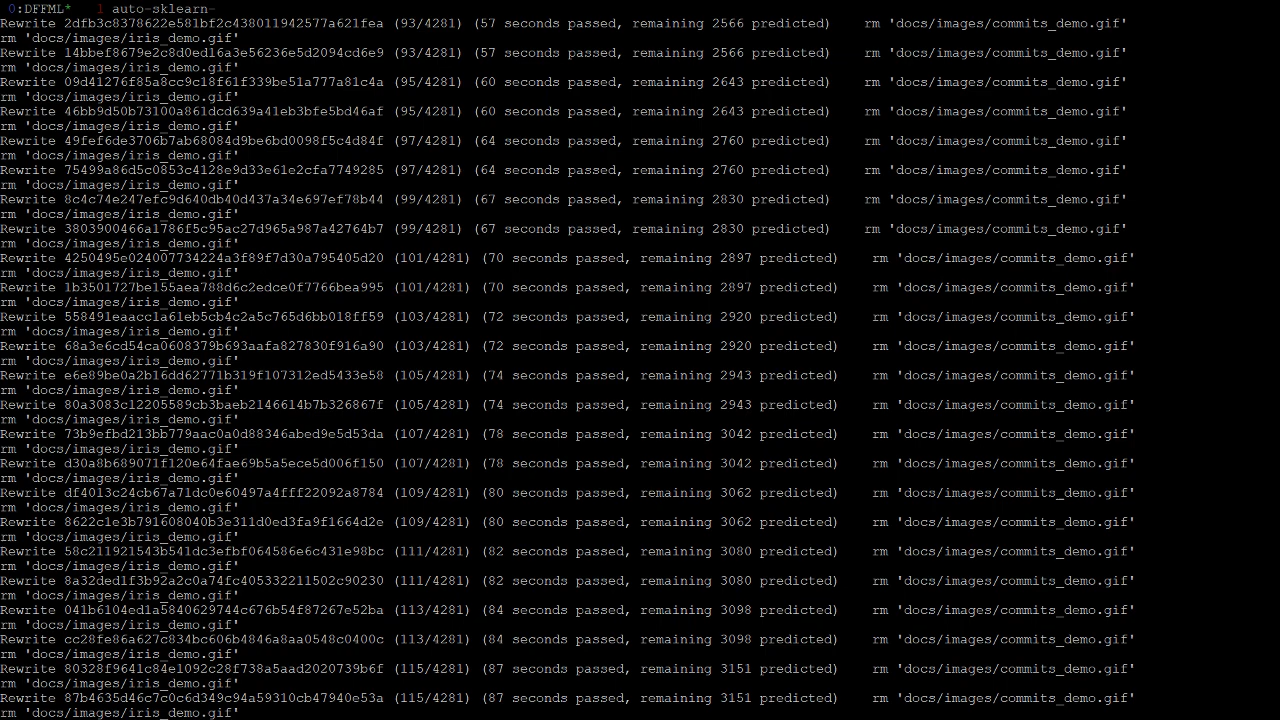 0:DFFML* 1 auto-sklearn-
Rewrite 2dfb3c8378622e581bf2c438011942577a621fea (93/4281) (57 seconds passed, remaining 2566 predicted) rm 'docs/images/commits_demo.gif'
rm 'docs/images/iris_demo.gif'
Rewrite 14bbef8679e2c8d0ed16a3e56236e5d2094cd6e9 (93/4281) (57 seconds passed, remaining 2566 predicted) rm 'docs/images/commits_demo.gif'
rm 'docs/images/iris_demo.gif'
Rewrite 09d41276f85a8cc9c18f61f339be51a777a81c4a (95/4281) (60 seconds passed, remaining 2643 predicted) rm 'docs/images/commits_demo.gif'
rm 'docs/images/iris_demo.gif'
Rewrite 46bb9d50b73100a861dcd639a41eb3bfe5bd46af (95/4281) (60 seconds passed, remaining 2643 predicted) rm 'docs/images/commits_demo.gif'
rm 'docs/images/iris_demo.gif'
Rewrite 49fef6de3706b7ab68084d9be6bd0098f5c4d84f (97/4281) (64 seconds passed, remaining 2760 predicted) rm 'docs/images/commits_demo.gif'
rm 'docs/images/iris_demo.gif'
Rewrite 75499a86d5c0853c4128e9d33e61e2cfa7749285 (97/4281) (64 seconds passed, remaining 2760 predicted) rm 'docs/images/commits_demo.gif'
rm 'docs/images/iris_demo.gif'
Rewrite 8c4c74e247efc9d640db40d437a34e697ef78b44 (99/4281) (67 seconds passed, remaining 2830 predicted) rm 'docs/images/commits_demo.gif'
rm 'docs/images/iris_demo.gif'
Rewrite 3803900466a1786f5c95ac27d965a987a42764b7 (99/4281) (67 seconds passed, remaining 2830 predicted) rm 'docs/images/commits_demo.gif'
rm 'docs/images/iris_demo.gif'
Rewrite 4250495e024007734224a3f89f7d30a795405d20 (101/4281) (70 seconds passed, remaining 2897 predicted) rm 'docs/images/commits_demo.gif'
rm 'docs/images/iris_demo.gif'
Rewrite 1b3501727be155aea788d6c2edce0f7766bea995 (101/4281) (70 seconds passed, remaining 2897 predicted) rm 'docs/images/commits_demo.gif'
rm 'docs/images/iris_demo.gif'
Rewrite 558491eaacc1a61eb5cb4c2a5c765d6bb018ff59 (103/4281) (72 seconds passed, remaining 2920 predicted) rm 'docs/images/commits_demo.gif'
rm 'docs/images/iris_demo.gif'
Rewrite 68a3e6cd54ca0608379b693aafa827830f916a90 (103/4281) (72 seconds passed, remaining 2920 predicted) rm 'docs/images/commits_demo.gif'
rm 'docs/images/iris_demo.gif'
Rewrite e6e89be0a2b16dd62771b319f107312ed5433e58 (105/4281) (74 seconds passed, remaining 2943 predicted) rm 'docs/images/commits_demo.gif'
rm 'docs/images/iris_demo.gif'
Rewrite 80a3083c12205589cb3baeb2146614b7b326867f (105/4281) (74 seconds passed, remaining 2943 predicted) rm 'docs/images/commits_demo.gif'
rm 'docs/images/iris_demo.gif'
Rewrite 73b9efbd213bb779aac0a0d88346abed9e5d53da (107/4281) (78 seconds passed, remaining 3042 predicted) rm 'docs/images/commits_demo.gif'
rm 'docs/images/iris_demo.gif'
Rewrite d30a8b689071f120e64fae69b5a5ece5d006f150 (107/4281) (78 seconds passed, remaining 3042 predicted) rm 'docs/images/commits_demo.gif'
rm 'docs/images/iris_demo.gif'
Rewrite df4013c24cb67a71dc0e60497a4fff22092a8784 (109/4281) (80 seconds passed, remaining 3062 predicted) rm 'docs/images/commits_demo.gif'
rm 'docs/images/iris_demo.gif'
Rewrite 8622c1e3b791608040b3e311d0ed3fa9f1664d2e (109/4281) (80 seconds passed, remaining 3062 predicted) rm 'docs/images/commits_demo.gif'
rm 'docs/images/iris_demo.gif'
Rewrite 58c211921543b541dc3efbf064586e6c431e98bc (111/4281) (82 seconds passed, remaining 3080 predicted) rm 'docs/images/commits_demo.gif'
rm 'docs/images/iris_demo.gif'
Rewrite 8a32ded1f3b92a2c0a74fc405332211502c90230 (111/4281) (82 seconds passed, remaining 3080 predicted) rm 'docs/images/commits_demo.gif'
rm 'docs/images/iris_demo.gif'
Rewrite 041b6104ed1a5840629744c676b54f87267e52ba (113/4281) (84 seconds passed, remaining 3098 predicted) rm 'docs/images/commits_demo.gif'
rm 'docs/images/iris_demo.gif'
Rewrite cc28fe86a627c834bc606b4846a8aa0548c0400c (113/4281) (84 seconds passed, remaining 3098 predicted) rm 'docs/images/commits_demo.gif'
rm 'docs/images/iris_demo.gif'
Rewrite 80328f9641c84e1092c28f738a5aad2020739b6f (115/4281) (87 seconds passed, remaining 3151 predicted) rm 'docs/images/commits_demo.gif'
rm 'docs/images/iris_demo.gif'
Rewrite 87b4635d46c7c0c6d349c94a59310cb47940e53a (115/4281) (87 seconds passed, remaining 3151 predicted) rm 'docs/images/commits_demo.gif'
rm 'docs/images/iris_demo.gif'